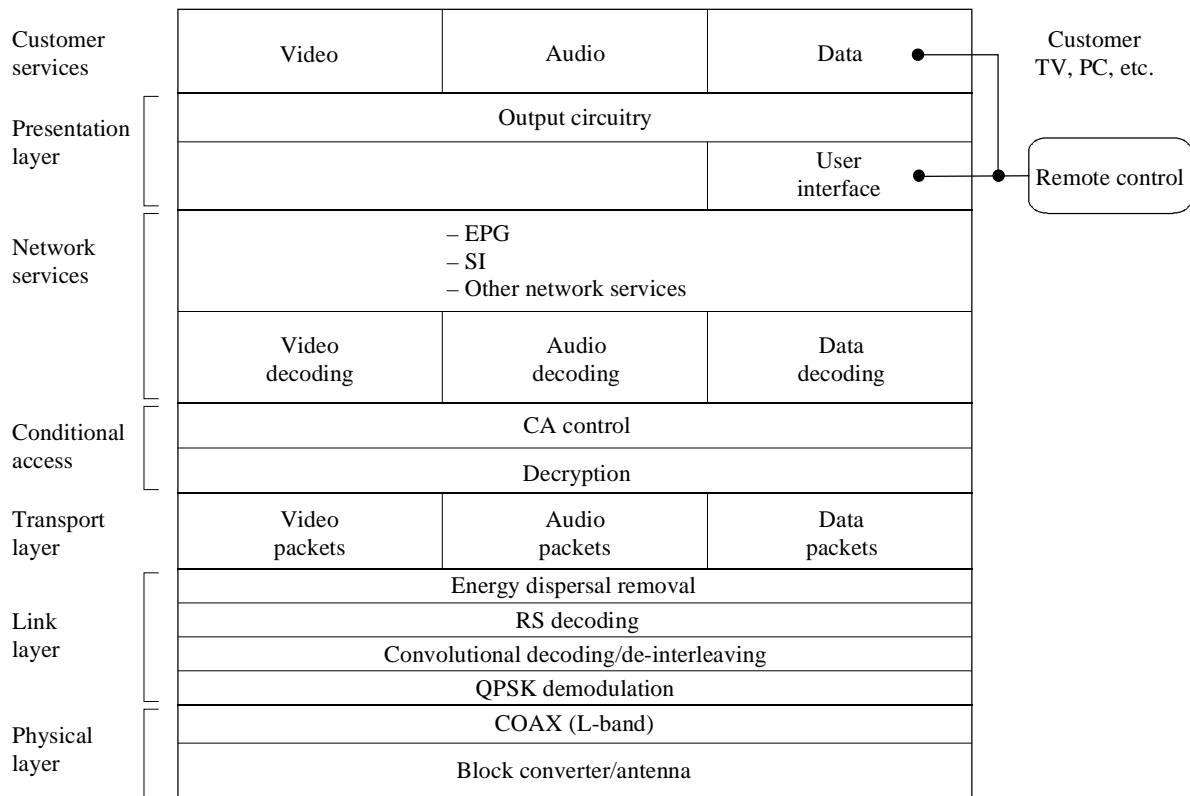 Customer
services
Video
Audio
Data
Customer
TV, PC, etc.
Presentation
layer
Output circuitry
User
interface
Remote control
Network
services
– EPG
– SI
– Other network services
Video
decoding
Audio
decoding
Data
decoding
Conditional
access
CA control
Decryption
Transport
layer
Video
packets
Audio
packets
Data
packets
Link
layer
Energy dispersal removal
RS decoding
Convolutional decoding/de-interleaving
QPSK demodulation
Physical
layer
COAX (L-band)
Block converter/antenna